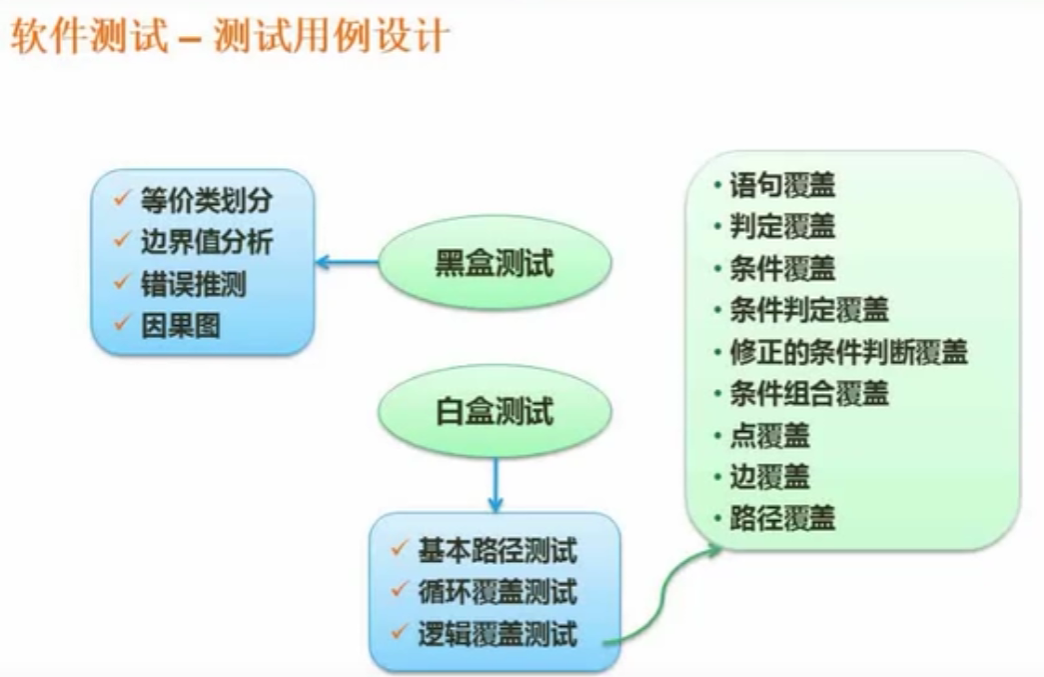 软件测试 – 测试用例设计
等价类划分
边界值分析
错误推测
因果图
黑盒测试
白盒测试
基本路径测试
循环覆盖测试
逻辑覆盖测试
语句覆盖
判定覆盖
条件覆盖
条件判定覆盖
修正的条件判断覆盖
条件组合覆盖
点覆盖
边覆盖
路径覆盖